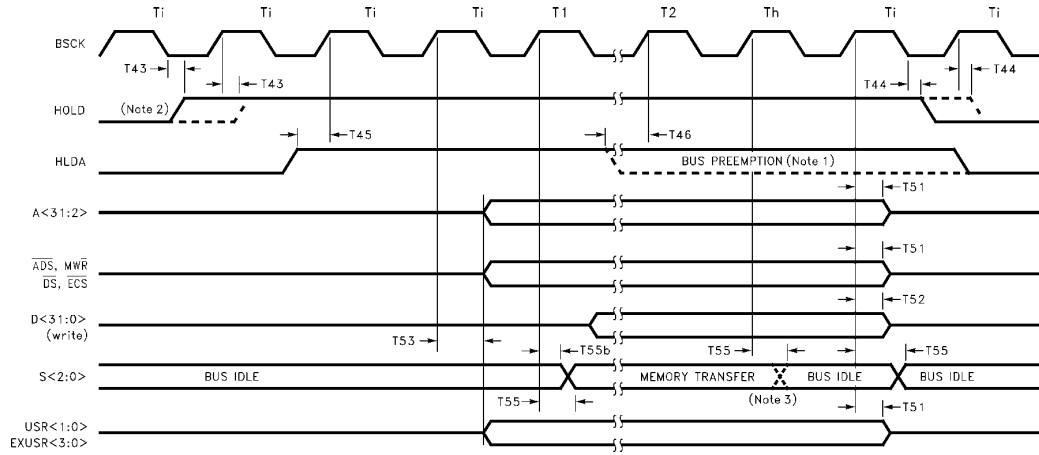 Ti Ti Ti Ti T1 T2 Th Ti Ti
BSCK
T43 T43 T44 T44
HOLD (Note 2)
T45 T46
HLDA BUS PREEMPTION (Note 1)
T51
A<31:2>
T51
A̅D̅S̅, MWR̅
D̅S̅, E̅C̅S̅
T52
D<31:0>
(write)
T53 T55b T55 T55
S<2:0> BUS IDLE MEMORY TRANSFER BUS IDLE BUS IDLE
(Note 3)
T55 T51
USR<1:0>
EXUSR<3:0>